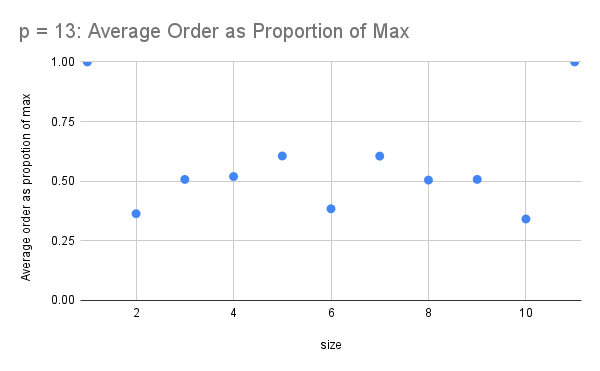 p = 13: Average Order as Proportion of Max
Average order as propotion of max
1.00
0.75
0.50
0.25
0.00
2 4 6 8 10
size